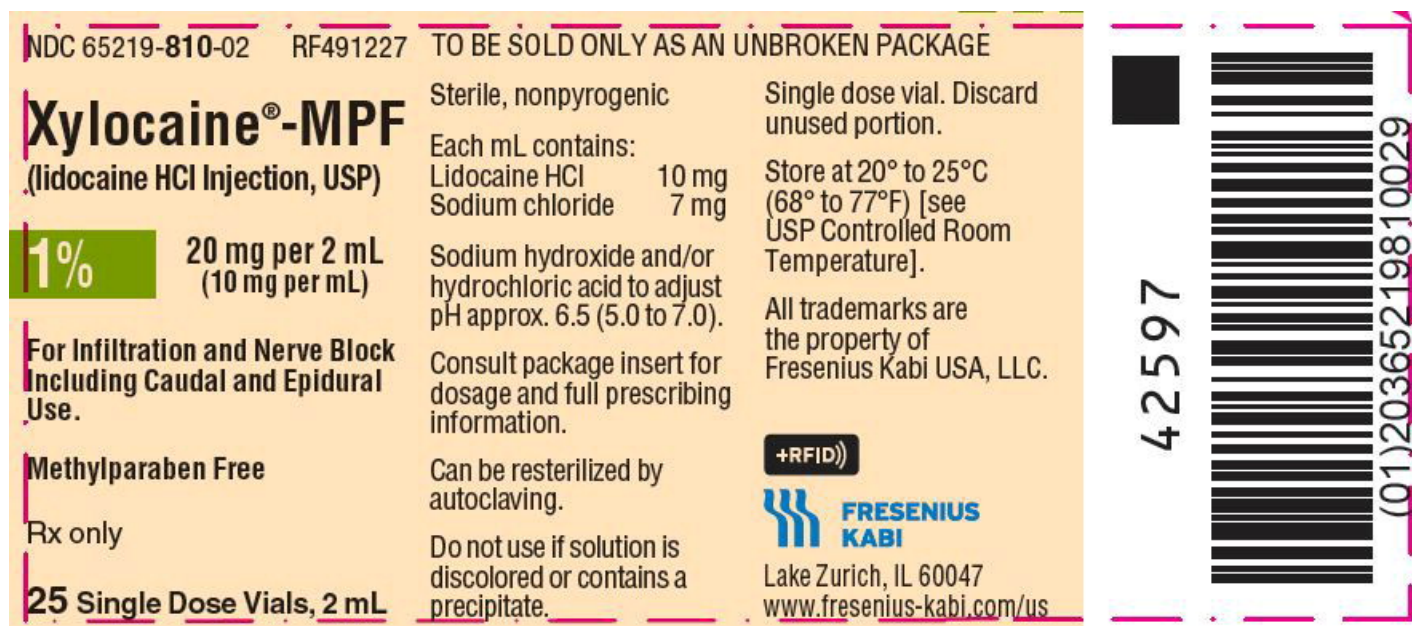 NDC 65219-810-02 RF491227
Xylocaine®-MPF
(lidocaine HCl Injection, USP)
1%
20 mg per 2 mL
(10 mg per mL)
For Infiltration and Nerve Block
Including Caudal and Epidural
Use.
Methylparaben Free
Rx only
25 Single Dose Vials, 2 mL
TO BE SOLD ONLY AS AN UNBROKEN PACKAGE
Sterile, nonpyrogenic
Each mL contains:
Lidocaine HCl 10 mg
Sodium chloride 7 mg
Sodium hydroxide and/or
hydrochloric acid to adjust
pH approx. 6.5 (5.0 to 7.0).
Consult package insert for
dosage and full prescribing
information.
Can be resterilized by
autoclaving.
Do not use if solution is
discolored or contains a
precipitate.
Single dose vial. Discard
unused portion.
Store at 20° to 25°C
(68° to 77°F) [see
USP Controlled Room
Temperature].
All trademarks are
the property of
Fresenius Kabi USA, LLC.
+RFID
FRESENIUS
KABI
Lake Zurich, IL 60047
www.fresenius-kabi.com/us
42597
(01)20365219810029